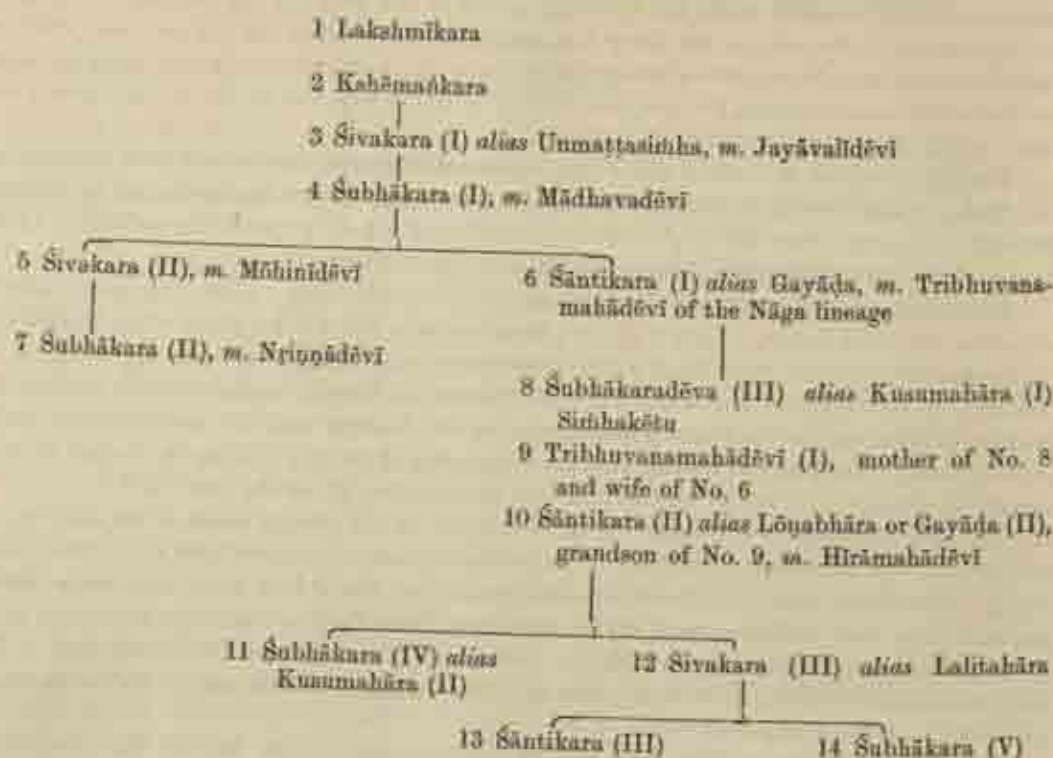 1 Lakshmīkara
2 Kshēmaṅkara
3 Śivakara (I) alias Unmaṭṭasiṁha, m. Jayāvalīdēvī
4 Śubhākara (I), m. Mādhavadēvī
5 Śivakara (II), m. Mōhinīdēvī
6 Śāntikara (I) alias Gayāḍa, m. Tribhuvana-
mahādēvī of the Nāga lineage
7 Śubhākara (II), m. Nṛiṇṇādēvī
8 Śubhākaradēva (III) alias Kusumahāra (I)
Siṁhakētu
9 Tribhuvanamahādēvī (I), mother of No. 8
and wife of No. 6
10 Śāntikara (II) alias Lōṇabhāra or Gayāḍa (II),
grandson of No. 9, m. Hīrāmahādēvī
11 Śubhākara (IV) alias
Kusumahāra (II)
12 Śivakara (III) alias Lalitahāra
13 Śāntikara (III)
14 Śubhākara (V)